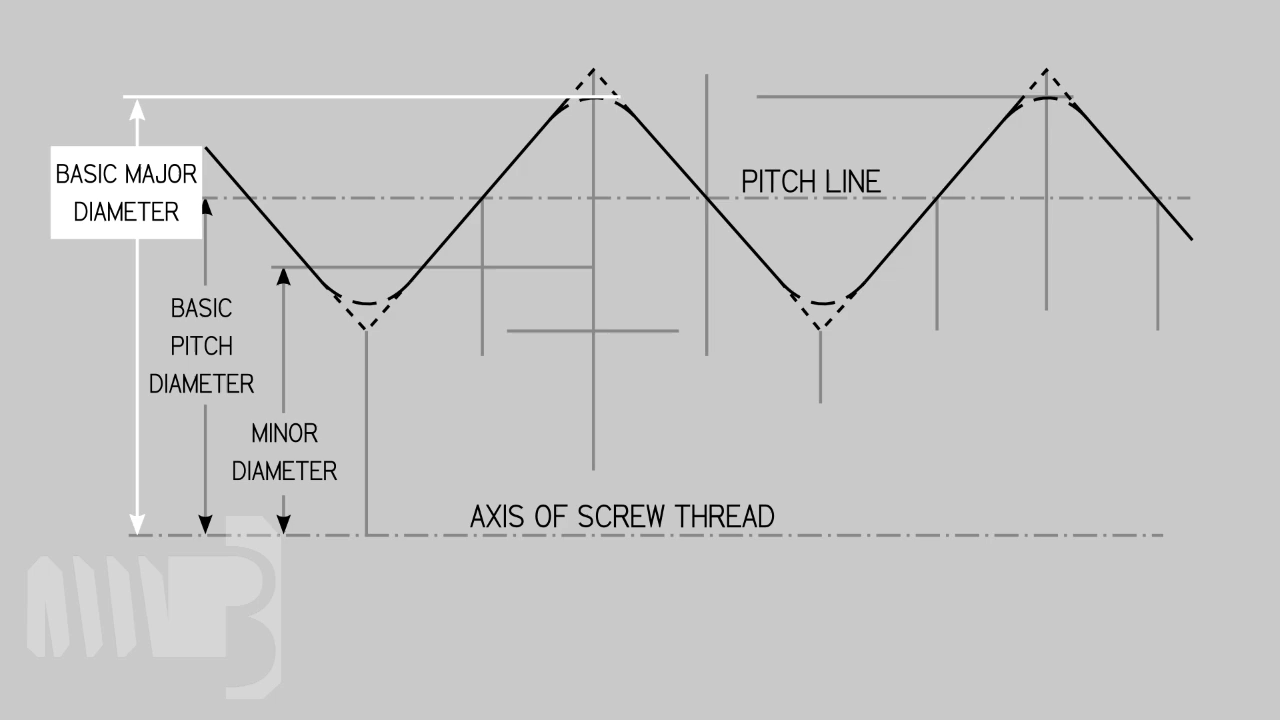 PITCH LINE
BASIC MAJOR
DIAMETER
BASIC
PITCH
DIAMETER
MINOR
DIAMETER
AXIS OF SCREW THREAD